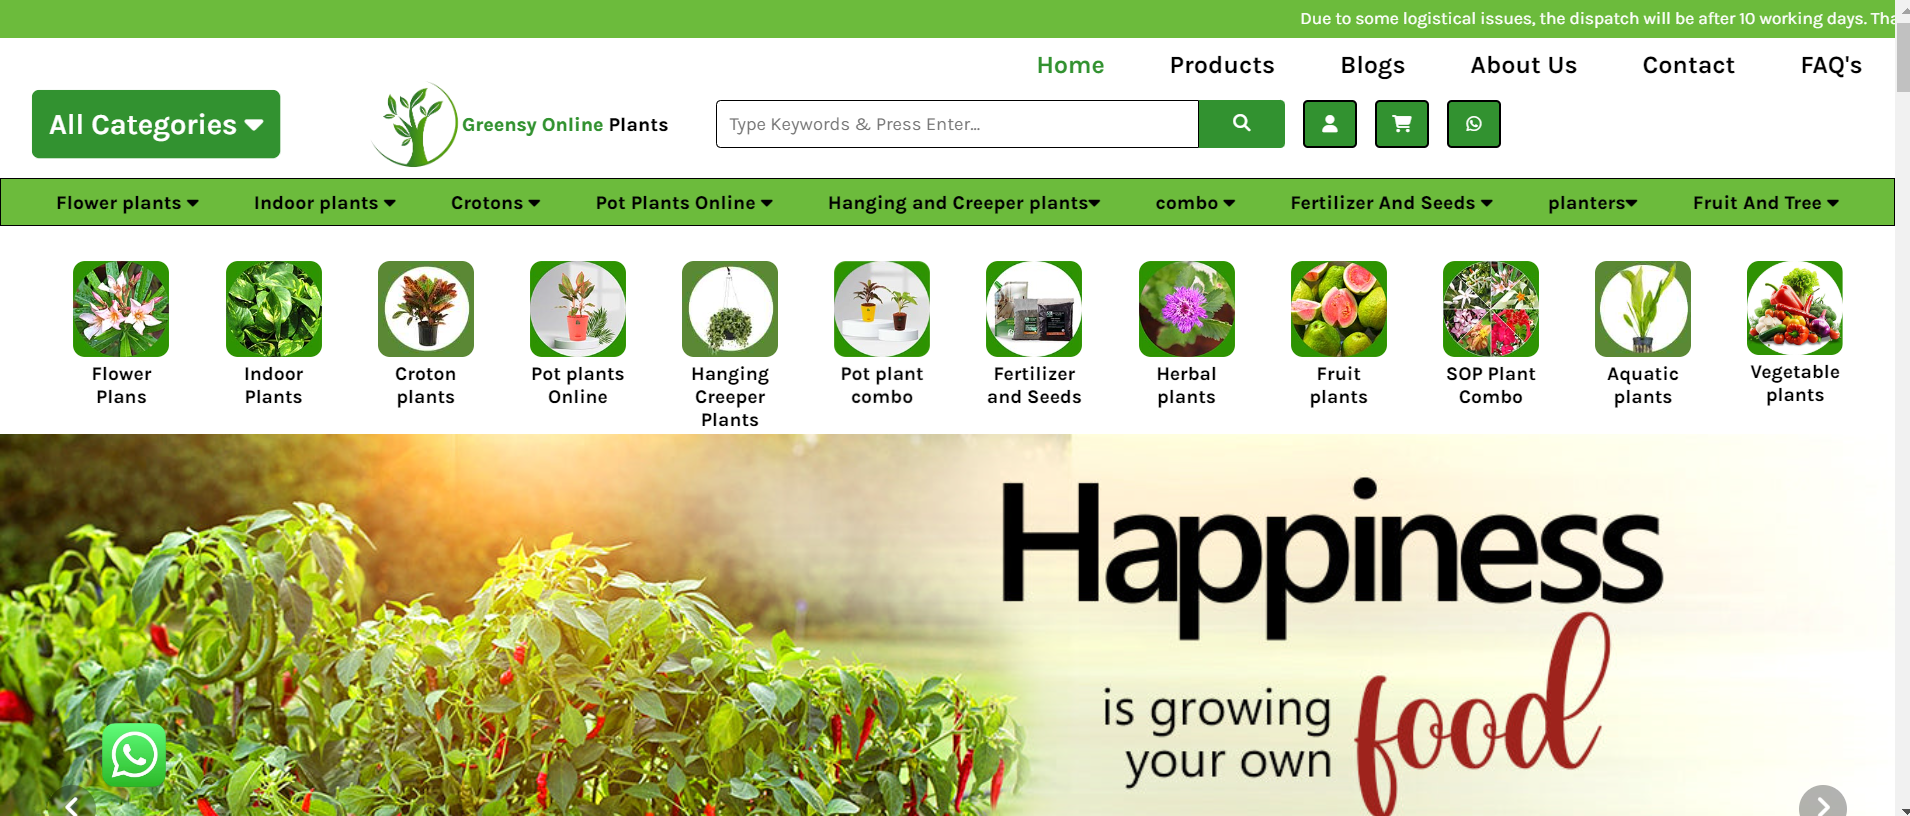 Due to some logistical issues, the dispatch will be after 10 working days. Tha
Home Products Blogs About Us Contact FAQ's
All Categories
Greensy Online Plants
Type Keywords & Press Enter...
Flower plants Indoor plants Crotons Pot Plants Online Hanging and Creeper plants combo Fertilizer And Seeds planters Fruit And Tree
Flower
Plans
Indoor
Plants
Croton
plants
Pot plants
Online
Hanging
Creeper
Plants
Pot plant
combo
Fertilizer
and Seeds
Herbal
plants
Fruit
plants
SOP Plant
Combo
Aquatic
plants
Vegetable
plants
Happiness
is growing
your own
food